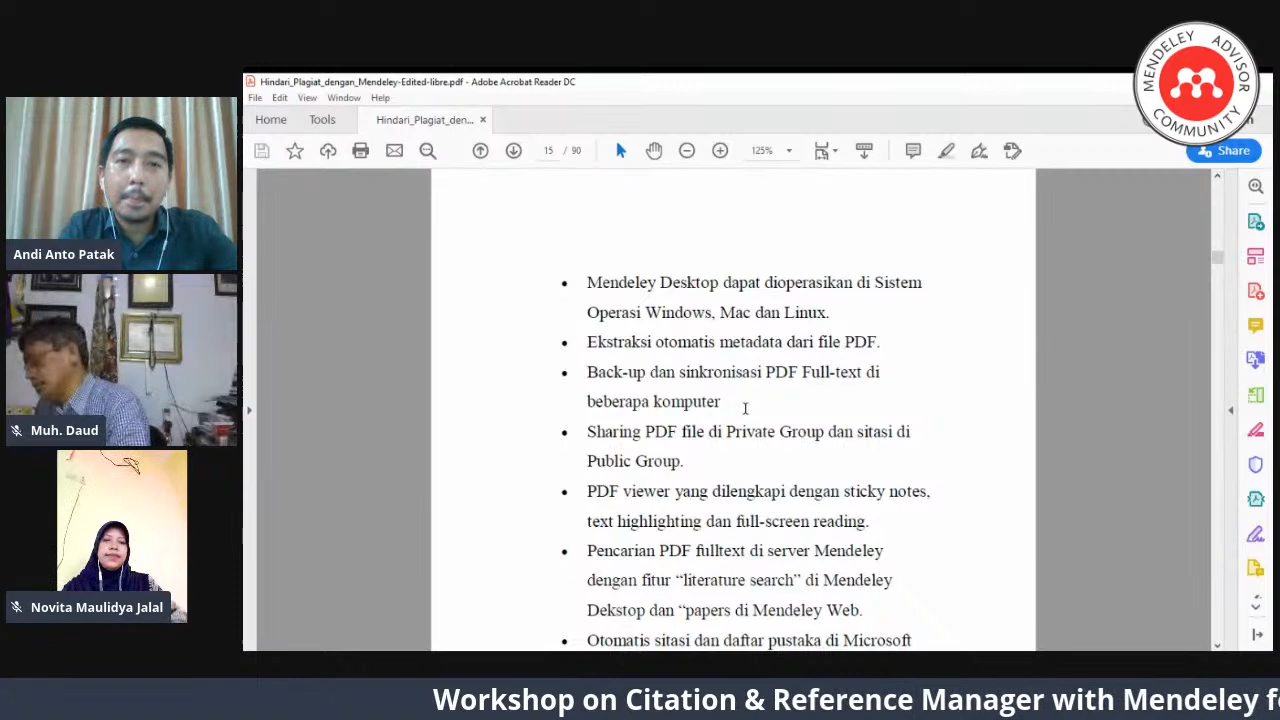 MENDELEY ADVISOR
COMMUNITY
Hindari_Plagiat_dengan_Mendeley-Edited-libre.pdf - Adobe Acrobat Reader DC
File Edit View Window Help
Home Tools Hindari_Plagiat_den... ×
15 / 90 125%
Share
Andi Anto Patak
Muh. Daud
Novita Maulidya Jalal
• Mendeley Desktop dapat dioperasikan di Sistem
Operasi Windows, Mac dan Linux.
• Ekstraksi otomatis metadata dari file PDF.
• Back-up dan sinkronisasi PDF Full-text di
beberapa komputer
• Sharing PDF file di Private Group dan sitasi di
Public Group.
• PDF viewer yang dilengkapi dengan sticky notes,
text highlighting dan full-screen reading.
• Pencarian PDF fulltext di server Mendeley
dengan fitur “literature search” di Mendeley
Dekstop dan “papers di Mendeley Web.
• Otomatis sitasi dan daftar pustaka di Microsoft
Workshop on Citation & Reference Manager with Mendeley